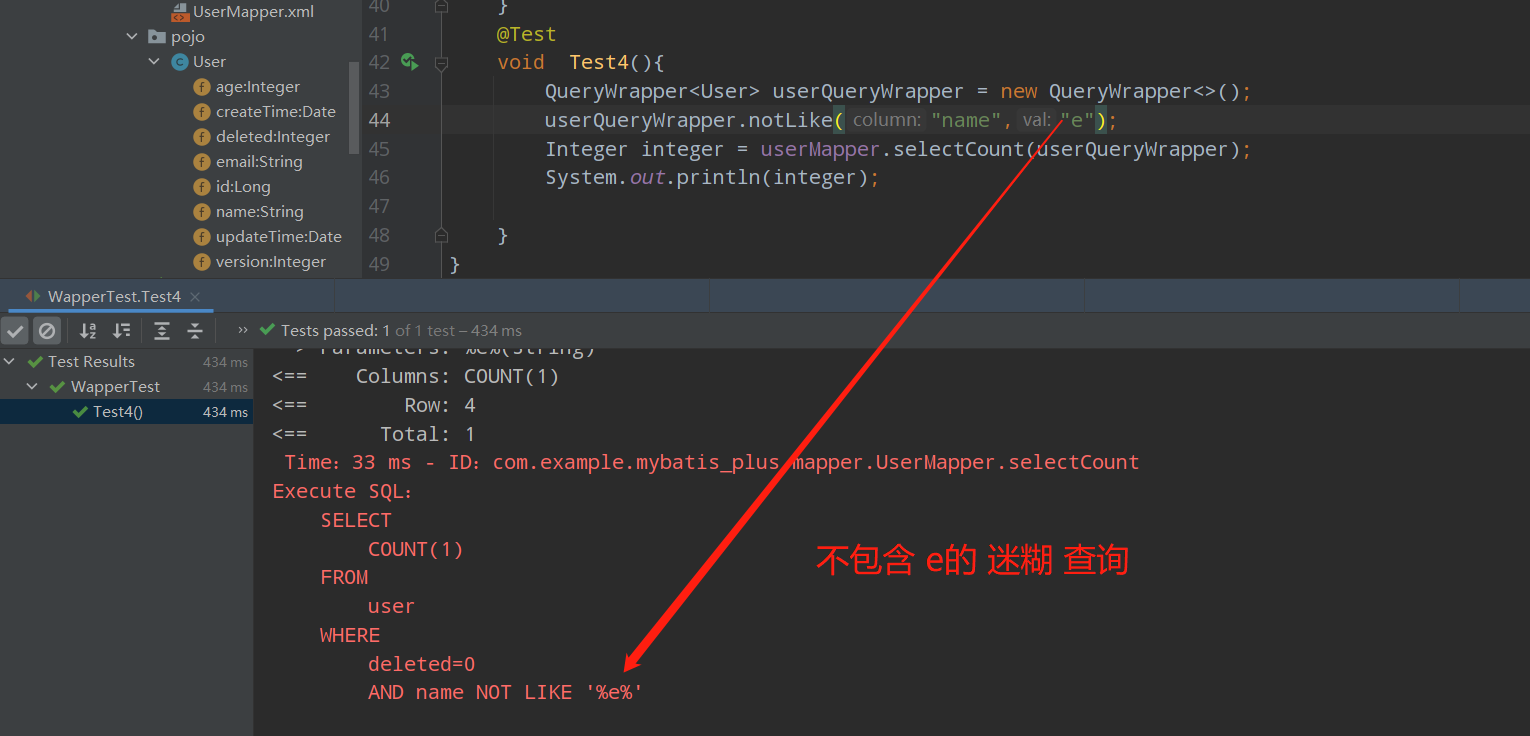 UserMapper.xml
pojo
User
age:Integer
createTime:Date
deleted:Integer
email:String
id:Long
name:String
updateTime:Date
version:Integer
40 }
41 @Test
42 void Test4(){
43 QueryWrapper<User> userQueryWrapper = new QueryWrapper<>();
44 userQueryWrapper.notLike( column: "name", val: "e");
45 Integer integer = userMapper.selectCount(userQueryWrapper);
46 System.out.println(integer);
47
48 }
49 }
WapperTest.Test4
Tests passed: 1 of 1 test – 434 ms
Test Results 434 ms
WapperTest 434 ms
Test4() 434 ms
Parameters: %e%(String)
<== Columns: COUNT(1)
<== Row: 4
<== Total: 1
Time：33 ms - ID：com.example.mybatis_plus.mapper.UserMapper.selectCount
Execute SQL：
SELECT
COUNT(1)
FROM
user
WHERE
deleted=0
AND name NOT LIKE '%e%'
不包含 e的 迷糊 查询